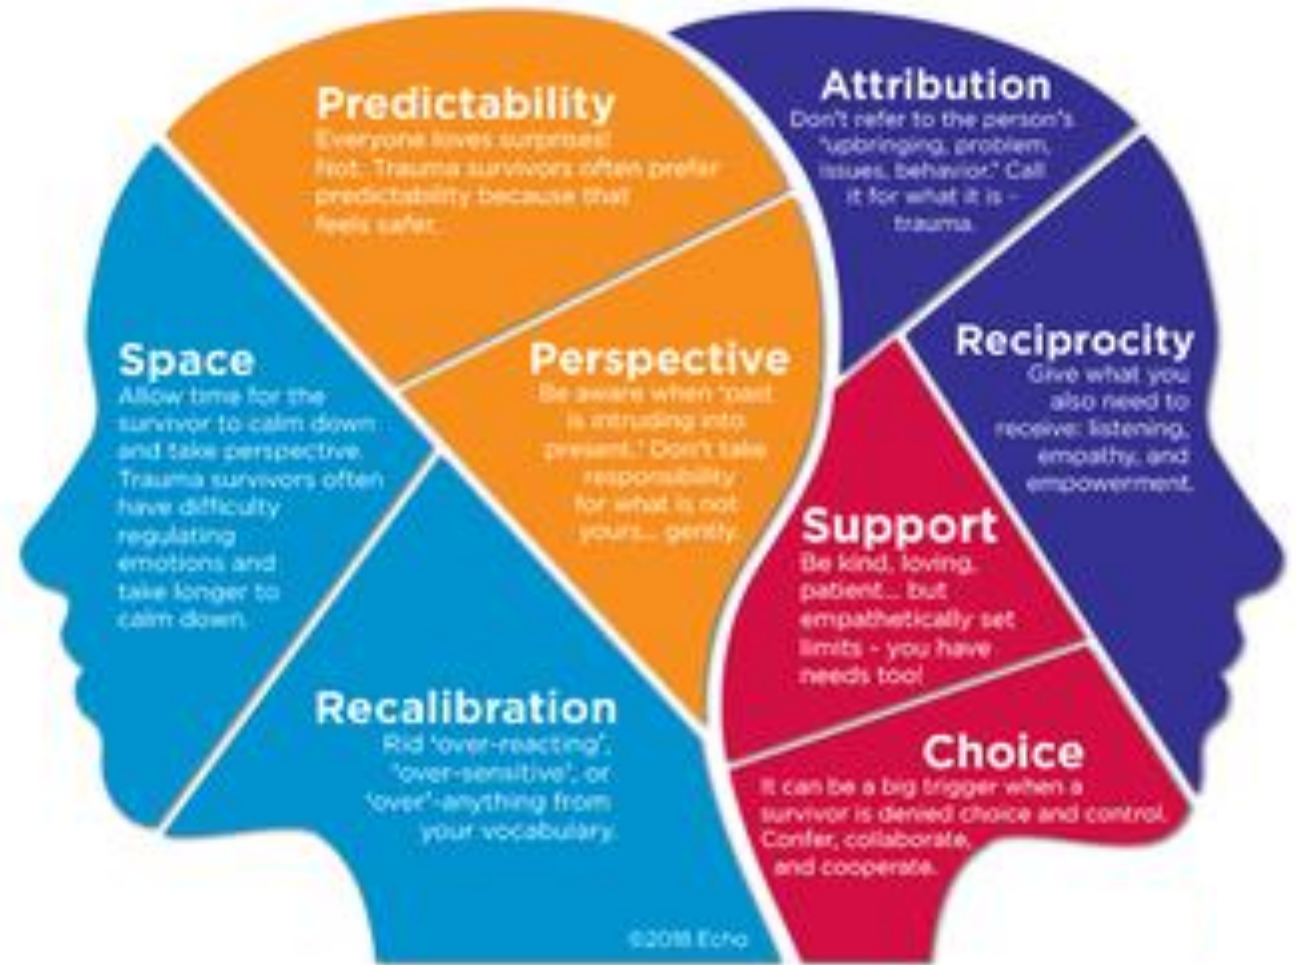 Predictability
Everyone loves surprises!
Not. Trauma survivors often prefer
predictability because that
feels safer.
Attribution
Don't refer to the person's
'upbringing, problem,
issues, behavior.' Call
it for what it is -
trauma.
Space
Allow time for the
survivor to calm down
and take perspective.
Trauma survivors often
have difficulty
regulating
emotions and
take longer to
calm down.
Perspective
Be aware when 'past
is intruding into
present.' Don't take
responsibility
for what is not
yours... gently.
Reciprocity
Give what you
also need to
receive: listening,
empathy, and
empowerment.
Support
Be kind, loving,
patient... but
empathetically set
limits - you have
needs too!
Recalibration
Rid 'over-reacting',
'over-sensitive', or
'over'-anything from
your vocabulary.
Choice
It can be a big trigger when a
survivor is denied choice and control.
Confer, collaborate,
and cooperate.
©2018 Echo